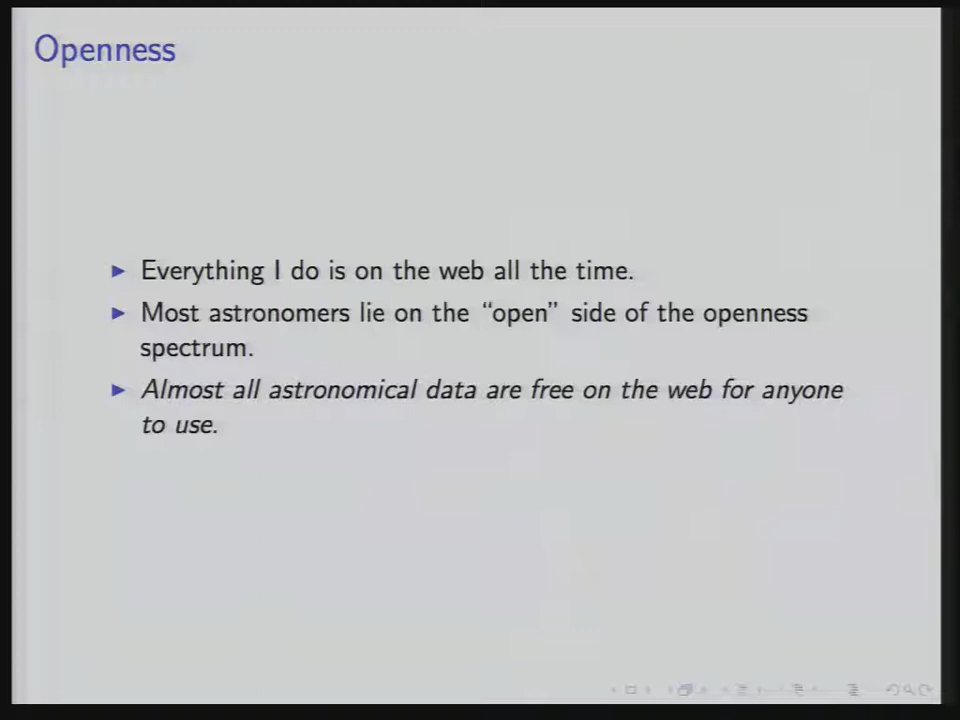 Openness
Everything I do is on the web all the time.
Most astronomers lie on the “open” side of the openness
spectrum.
Almost all astronomical data are free on the web for anyone
to use.